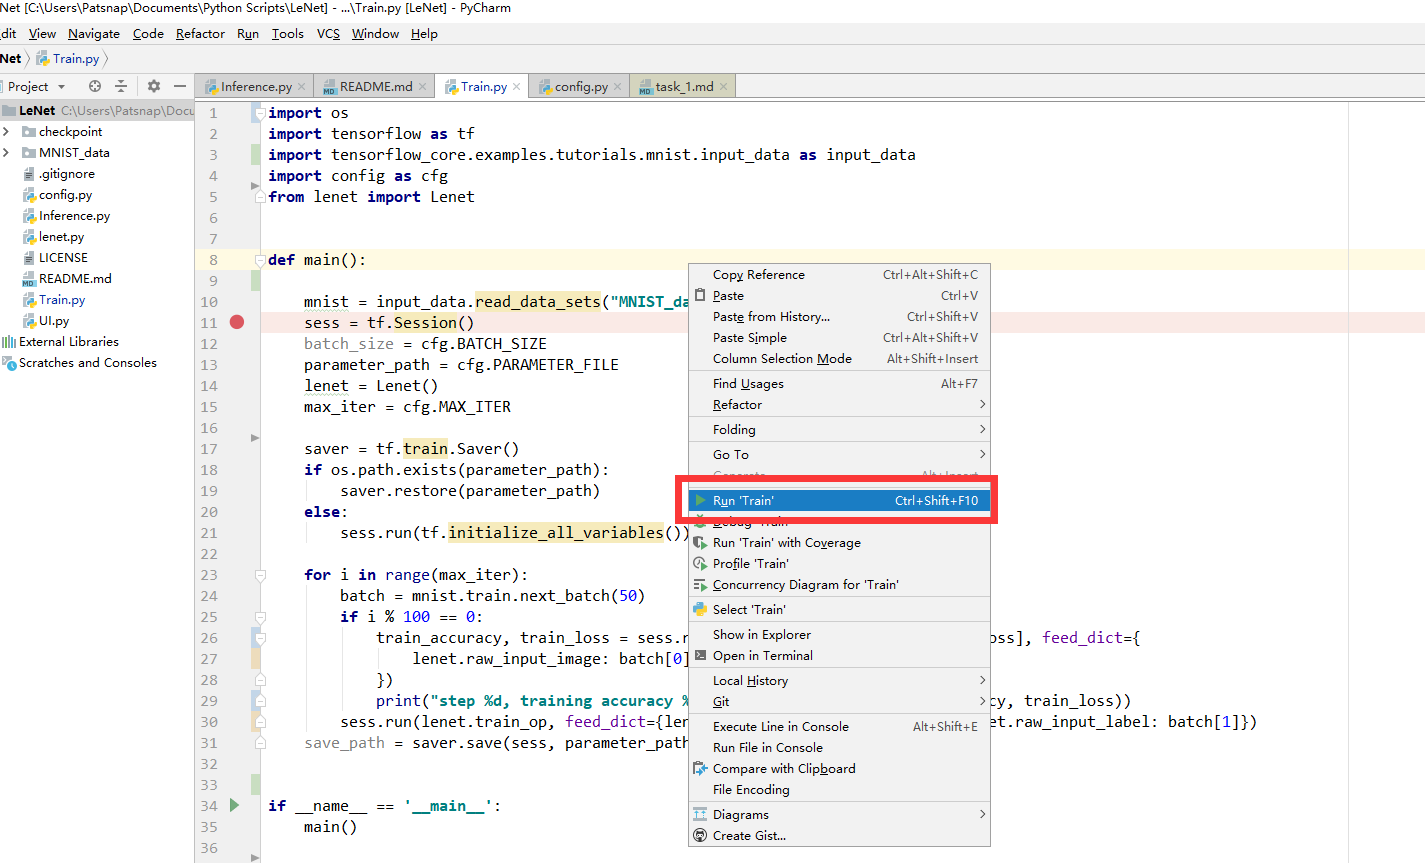 Net [C:\Users\Patsnap\Documents\Python Scripts\LeNet] - ...\Train.py [LeNet] - PyCharm
dit View Navigate Code Refactor Run Tools VCS Window Help
Net Train.py
Project
Inference.py README.md Train.py config.py task_1.md
LeNet C:\Users\Patsnap\Docu
checkpoint
MNIST_data
.gitignore
config.py
Inference.py
lenet.py
LICENSE
README.md
Train.py
UI.py
External Libraries
Scratches and Consoles
1 import os
2 import tensorflow as tf
3 import tensorflow_core.examples.tutorials.mnist.input_data as input_data
4 import config as cfg
5 from lenet import Lenet
6
7
8 def main():
9
10 mnist = input_data.read_data_sets("MNIST_da
11 sess = tf.Session()
12 batch_size = cfg.BATCH_SIZE
13 parameter_path = cfg.PARAMETER_FILE
14 lenet = Lenet()
15 max_iter = cfg.MAX_ITER
16
17 saver = tf.train.Saver()
18 if os.path.exists(parameter_path):
19 saver.restore(parameter_path)
20 else:
21 sess.run(tf.initialize_all_variables())
22
23 for i in range(max_iter):
24 batch = mnist.train.next_batch(50)
25 if i % 100 == 0:
26 train_accuracy, train_loss = sess.r oss], feed_dict={
27 lenet.raw_input_image: batch[0]
28 })
29 print("step %d, training accuracy % cy, train_loss))
30 sess.run(lenet.train_op, feed_dict={len et.raw_input_label: batch[1]})
31 save_path = saver.save(sess, parameter_path
32
33
34 if __name__ == '__main__':
35 main()
36
Copy Reference Ctrl+Alt+Shift+C
Paste Ctrl+V
Paste from History... Ctrl+Shift+V
Paste Simple Ctrl+Alt+Shift+V
Column Selection Mode Alt+Shift+Insert
Find Usages Alt+F7
Refactor
Folding
Go To
Generate Alt+Insert
Run 'Train' Ctrl+Shift+F10
Debug 'Train'
Run 'Train' with Coverage
Profile 'Train'
Concurrency Diagram for 'Train'
Select 'Train'
Show in Explorer
Open in Terminal
Local History
Git
Execute Line in Console Alt+Shift+E
Run File in Console
Compare with Clipboard
File Encoding
Diagrams
Create Gist...